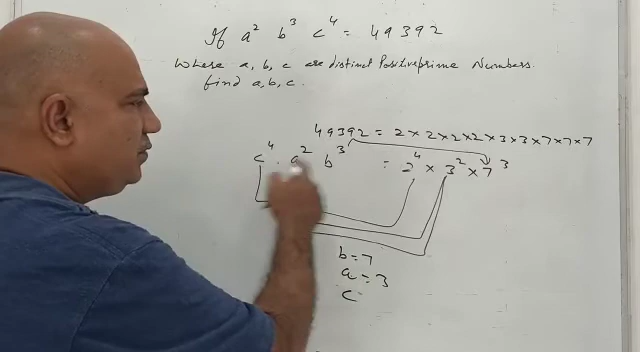 If a² b³ c⁴ = 49392
Where a, b, c are distinct Positive prime Numbers.
find a, b, c.
49392 = 2×2×2×2×3×3×7×7×7
c⁴ · a² b³ = 2⁴ × 3² × 7³
b = 7
a = 3
c